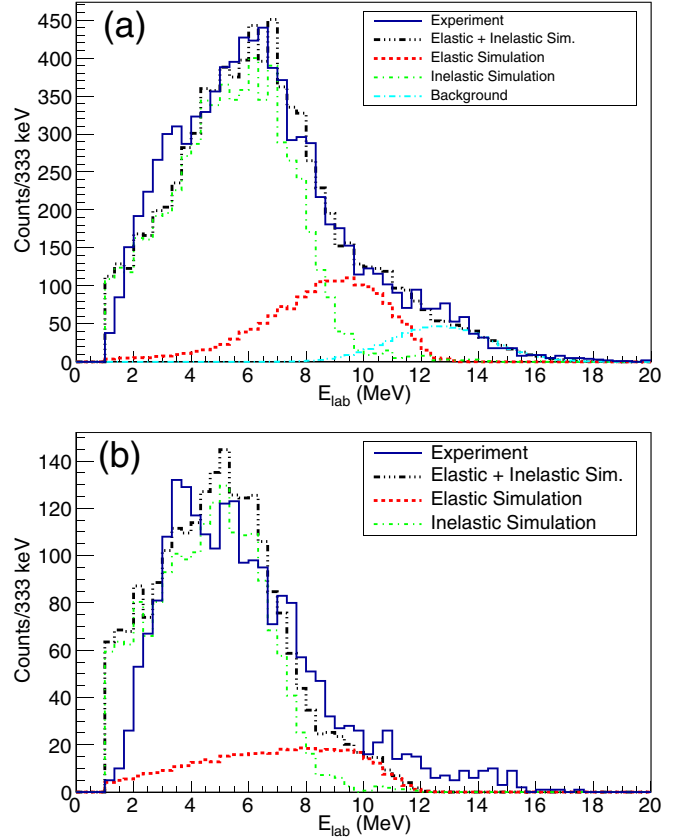 (a)
Experiment
Elastic + Inelastic Sim.
Elastic Simulation
Inelastic Simulation
Background
Counts/333 keV
450
400
350
300
250
200
150
100
50
0
0 2 4 6 8 10 12 14 16 18 20
E_lab (MeV)
(b)
Experiment
Elastic + Inelastic Sim.
Elastic Simulation
Inelastic Simulation
Counts/333 keV
140
120
100
80
60
40
20
0
0 2 4 6 8 10 12 14 16 18 20
E_lab (MeV)